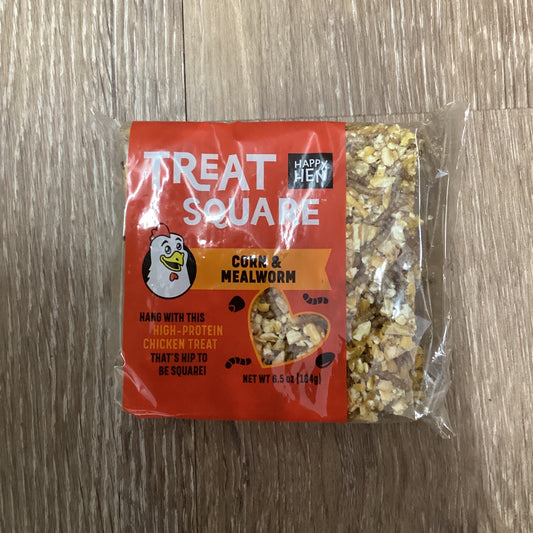 TREAT
HAPPY
HEN
SQUARE™
CORN &
MEALWORM
HANG WITH THIS
HIGH-PROTEIN
CHICKEN TREAT
THAT'S HIP TO
BE SQUARE!
NET WT 6.5 oz (184g)